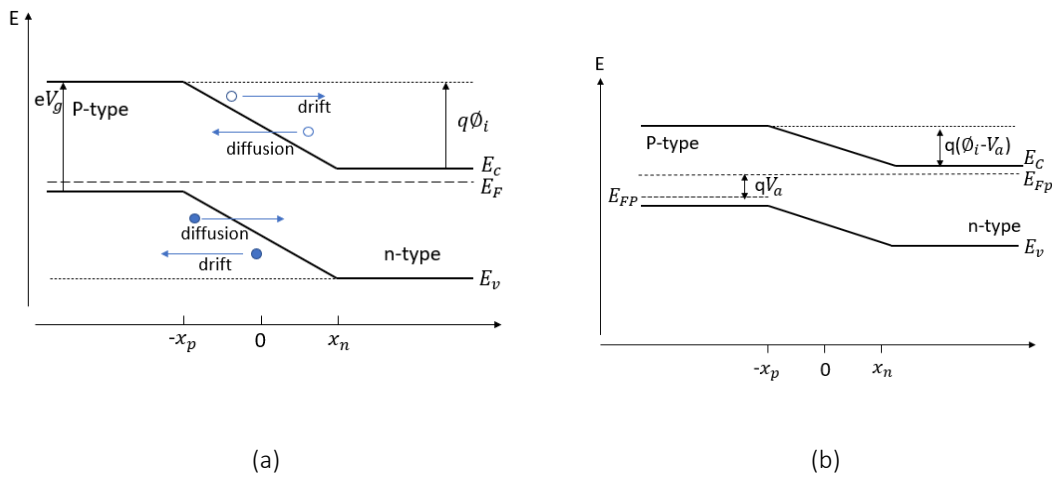 E
eV_g
P-type
drift
diffusion
qØ_i
E_c
E_F
diffusion
drift
n-type
E_v
-x_p
0
x_n
(a)
E
P-type
q(Ø_i-V_a)
E_C
E_Fp
qV_a
E_FP
n-type
E_v
-x_p
0
x_n
(b)